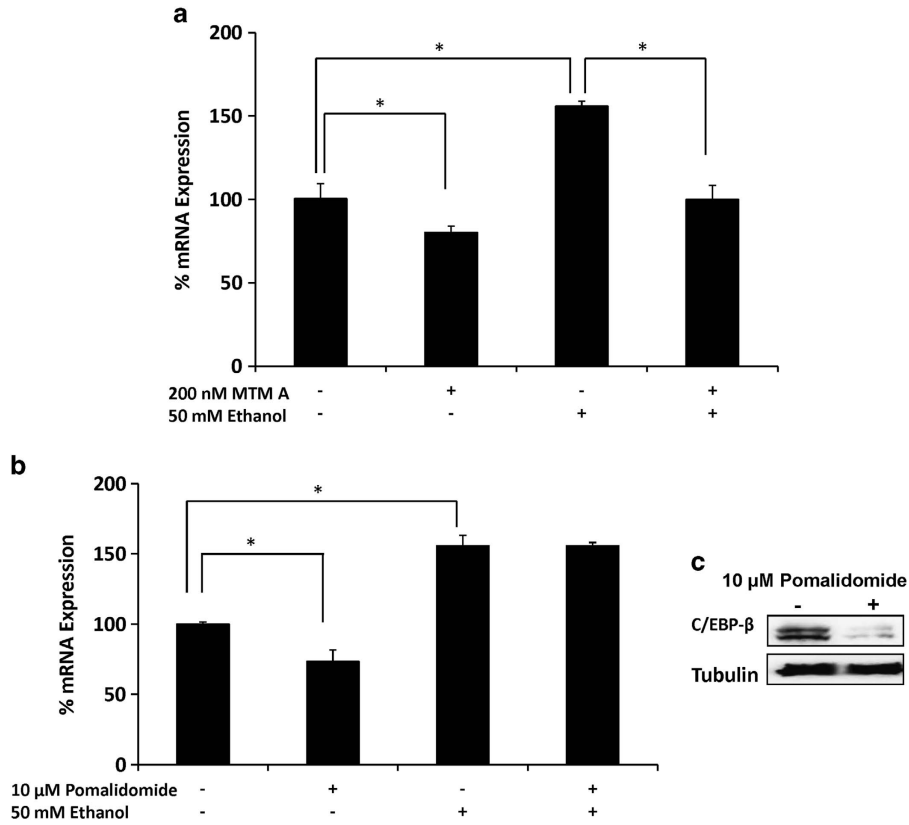 a
200
150
100
50
0
% mRNA Expression
*
*
*
200 nM MTM A - + - +
50 mM Ethanol - - + +
b
200
150
100
50
0
% mRNA Expression
*
*
10 µM Pomalidomide - + - +
50 mM Ethanol - - + +
c
10 µM Pomalidomide
- +
C/EBP-β
Tubulin